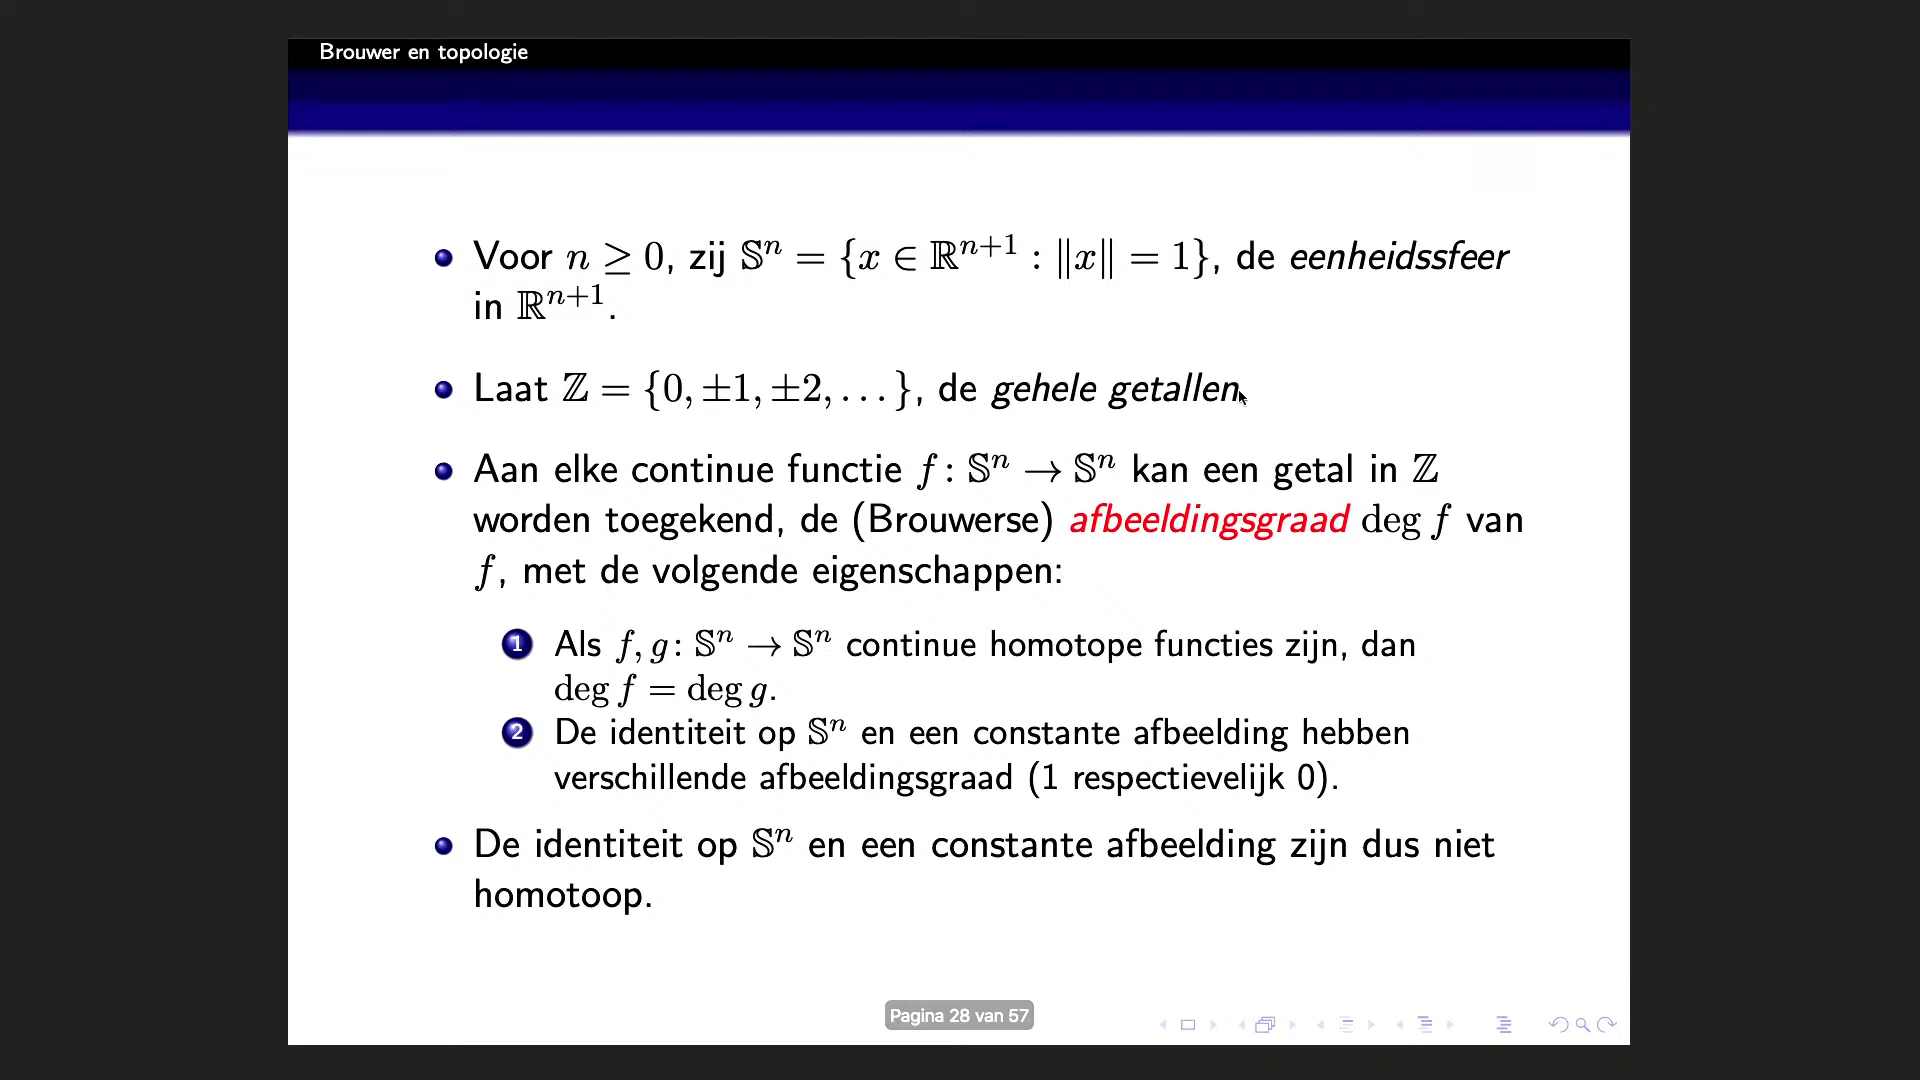 Brouwer en topologie
Voor n ≥ 0, zij 𝕊ⁿ = {x ∈ ℝⁿ⁺¹ : ‖x‖ = 1}, de eenheidssfeer
in ℝⁿ⁺¹.
Laat ℤ = {0, ±1, ±2, . . . }, de gehele getallen.
Aan elke continue functie f : 𝕊ⁿ → 𝕊ⁿ kan een getal in ℤ
worden toegekend, de (Brouwerse) afbeeldingsgraad deg f van
f, met de volgende eigenschappen:
1 Als f, g : 𝕊ⁿ → 𝕊ⁿ continue homotope functies zijn, dan
deg f = deg g.
2 De identiteit op 𝕊ⁿ en een constante afbeelding hebben
verschillende afbeeldingsgraad (1 respectievelijk 0).
De identiteit op 𝕊ⁿ en een constante afbeelding zijn dus niet
homotoop.
Pagina 28 van 57